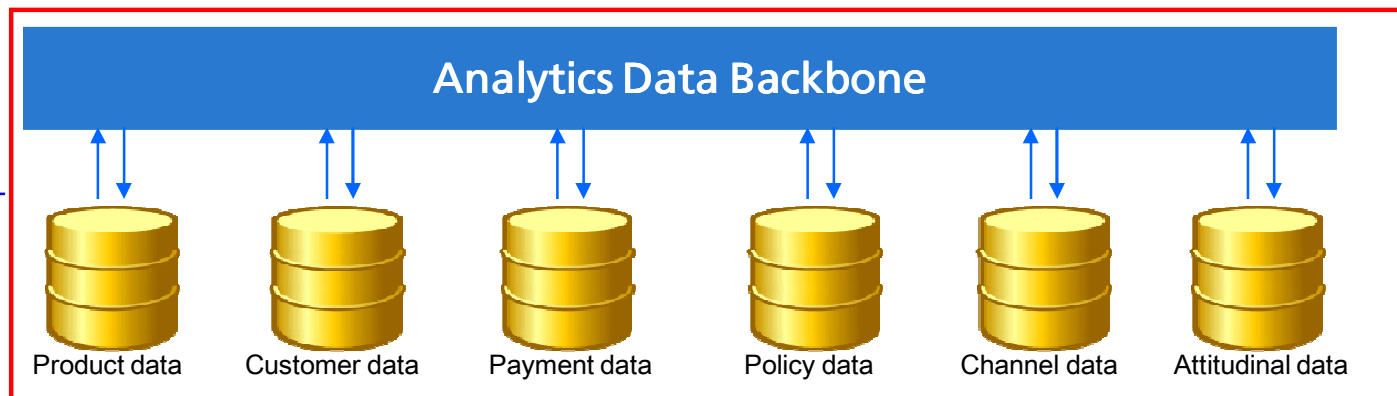 Analytics Data Backbone
Product data
Customer data
Payment data
Policy data
Channel data
Attitudinal data